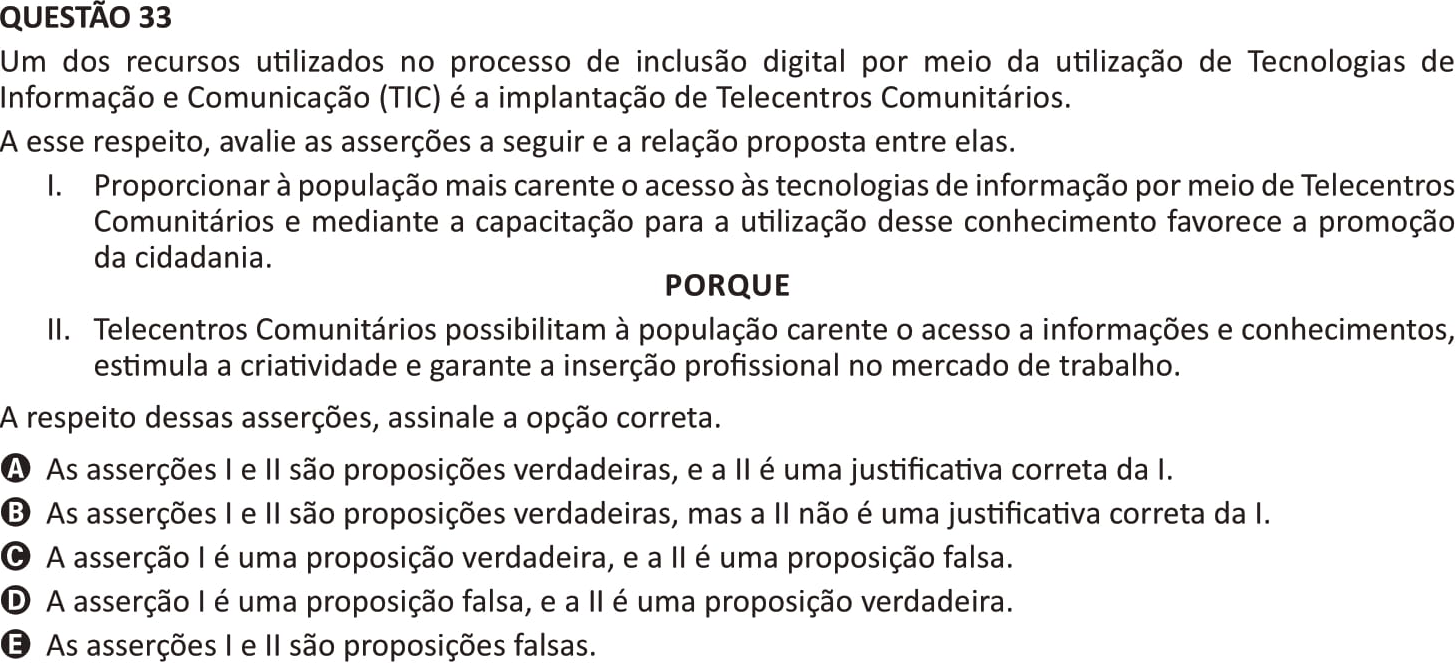 QUESTÃO 33
Um dos recursos utilizados no processo de inclusão digital por meio da utilização de Tecnologias de
Informação e Comunicação (TIC) é a implantação de Telecentros Comunitários.
A esse respeito, avalie as asserções a seguir e a relação proposta entre elas.
I. Proporcionar à população mais carente o acesso às tecnologias de informação por meio de Telecentros
Comunitários e mediante a capacitação para a utilização desse conhecimento favorece a promoção
da cidadania.
PORQUE
II. Telecentros Comunitários possibilitam à população carente o acesso a informações e conhecimentos,
estimula a criatividade e garante a inserção profissional no mercado de trabalho.
A respeito dessas asserções, assinale a opção correta.
A As asserções I e II são proposições verdadeiras, e a II é uma justificativa correta da I.
B As asserções I e II são proposições verdadeiras, mas a II não é uma justificativa correta da I.
C A asserção I é uma proposição verdadeira, e a II é uma proposição falsa.
D A asserção I é uma proposição falsa, e a II é uma proposição verdadeira.
E As asserções I e II são proposições falsas.